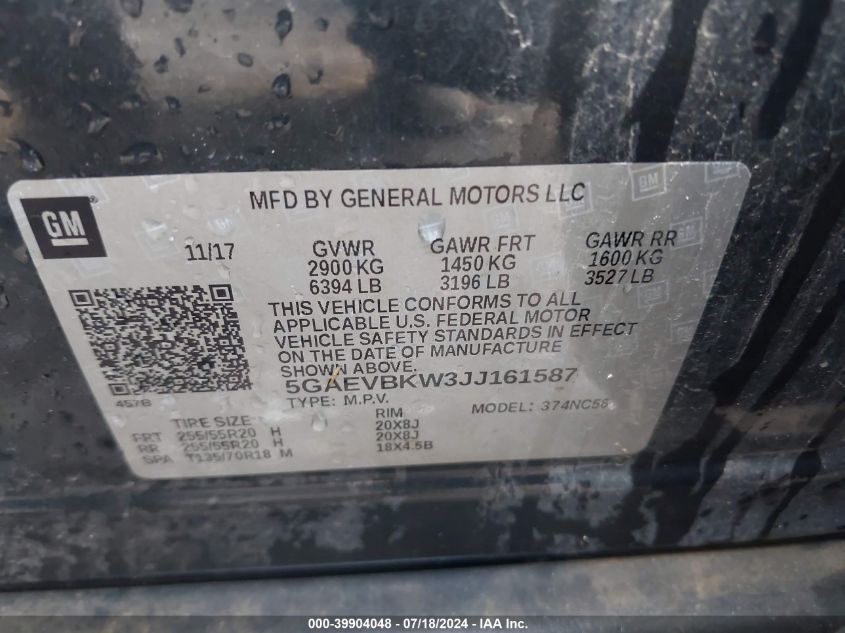 GM
MFD BY GENERAL MOTORS LLC
11/17 GVWR GAWR FRT GAWR RR
2900 KG 1450 KG 1600 KG
6394 LB 3196 LB 3527 LB
THIS VEHICLE CONFORMS TO ALL
APPLICABLE U.S. FEDERAL MOTOR
VEHICLE SAFETY STANDARDS IN EFFECT
ON THE DATE OF MANUFACTURE
SHOWN ABOVE.
5GAEVBKW3JJ161587
457B
TYPE: M.P.V. MODEL: 374NC56
TIRE SIZE RIM
FRT 255/55R20 H 20X8J
RR 255/55R20 H 20X8J
SPA T135/70R18 M 18X4.5B
000-39904048 - 07/18/2024 - IAA Inc.